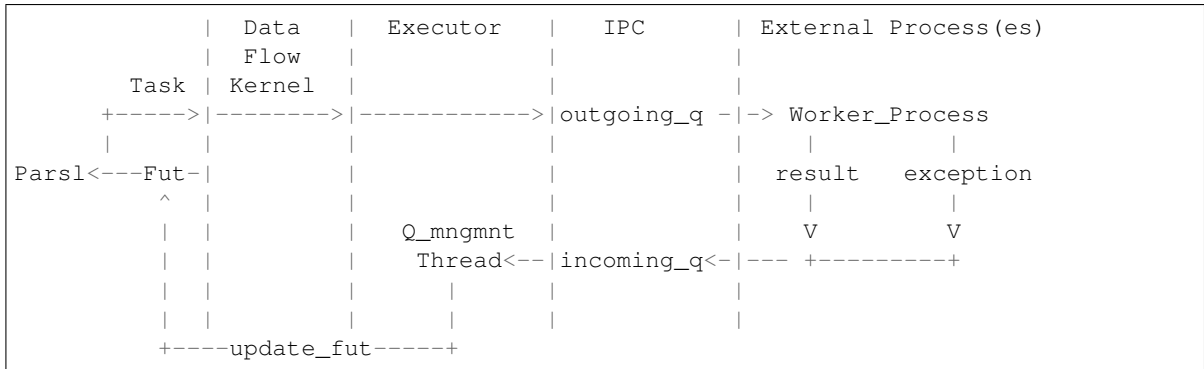 | Data | Executor | IPC | External Process(es)
| Flow | | |
Task | Kernel | | |
+----->|-------->|------------>|outgoing_q -|-> Worker_Process
| | | | | | |
Parsl<---Fut-| | | | result exception
^ | | | | | |
| | | Q_mngmnt | | V V
| | | Thread<--|incoming_q<-|--- +---------+
| | | | | |
| | | | | |
+----update_fut-----+